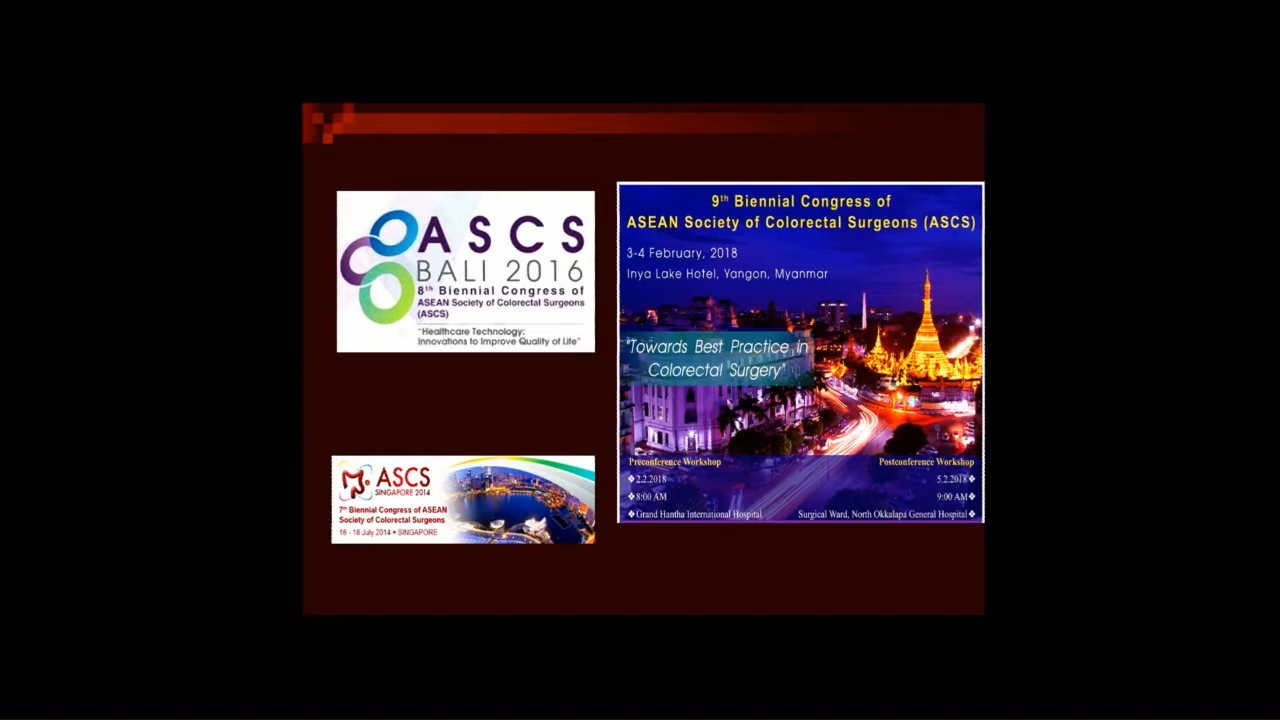 ASCS
BALI 2016
8th Biennial Congress of
ASEAN Society of Colorectal Surgeons
(ASCS)
"Healthcare Technology:
Innovations to Improve Quality of Life"
ASCS
SINGAPORE 2014
7th Biennial Congress of ASEAN
Society of Colorectal Surgeons
16 - 18 July 2014 • SINGAPORE
9th Biennial Congress of
ASEAN Society of Colorectal Surgeons (ASCS)
3-4 February, 2018
Inya Lake Hotel, Yangon, Myanmar
"Towards Best Practice in
Colorectal Surgery"
Preconference Workshop
❖2.2.2018
❖8:00 AM
❖Grand Hantha International Hospital
Postconference Workshop
5.2.2018❖
9:00 AM❖
Surgical Ward, North Okkalapa General Hospital❖